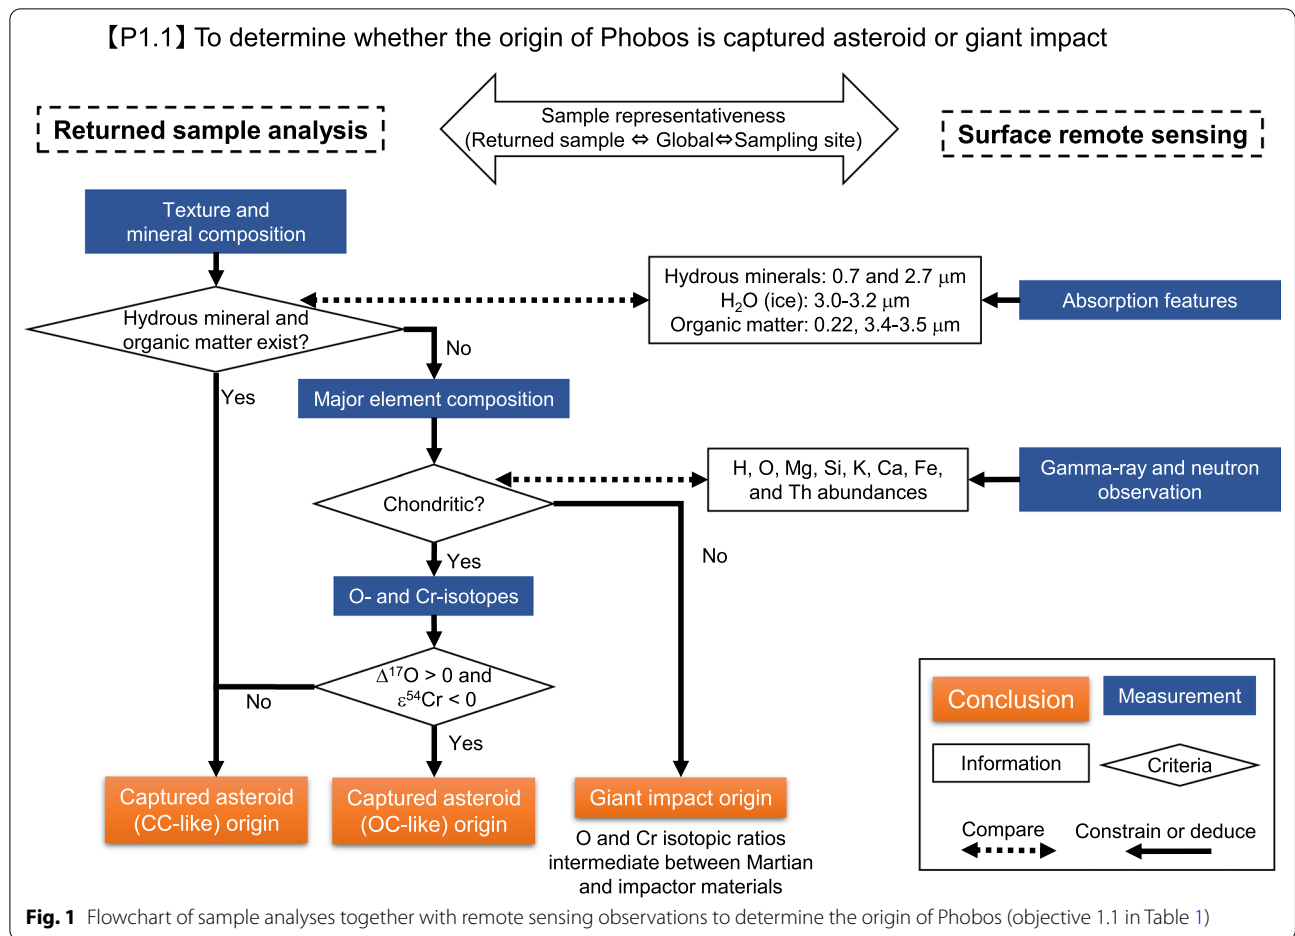 【P1.1】To determine whether the origin of Phobos is captured asteroid or giant impact
Returned sample analysis
Sample representativeness
(Returned sample ⇔ Global⇔Sampling site)
Surface remote sensing
Texture and
mineral composition
Hydrous mineral and
organic matter exist?
Hydrous minerals: 0.7 and 2.7 μm
H₂O (ice): 3.0-3.2 μm
Organic matter: 0.22, 3.4-3.5 μm
Absorption features
No
Yes
Major element composition
Chondritic?
H, O, Mg, Si, K, Ca, Fe,
and Th abundances
Gamma-ray and neutron
observation
No
Yes
O- and Cr-isotopes
Δ¹⁷O > 0 and
ε⁵⁴Cr < 0
No
Yes
Captured asteroid
(CC-like) origin
Captured asteroid
(OC-like) origin
Giant impact origin
O and Cr isotopic ratios
intermediate between Martian
and impactor materials
Conclusion
Measurement
Information
Criteria
Compare
Constrain or deduce
Fig. 1 Flowchart of sample analyses together with remote sensing observations to determine the origin of Phobos (objective 1.1 in Table 1)